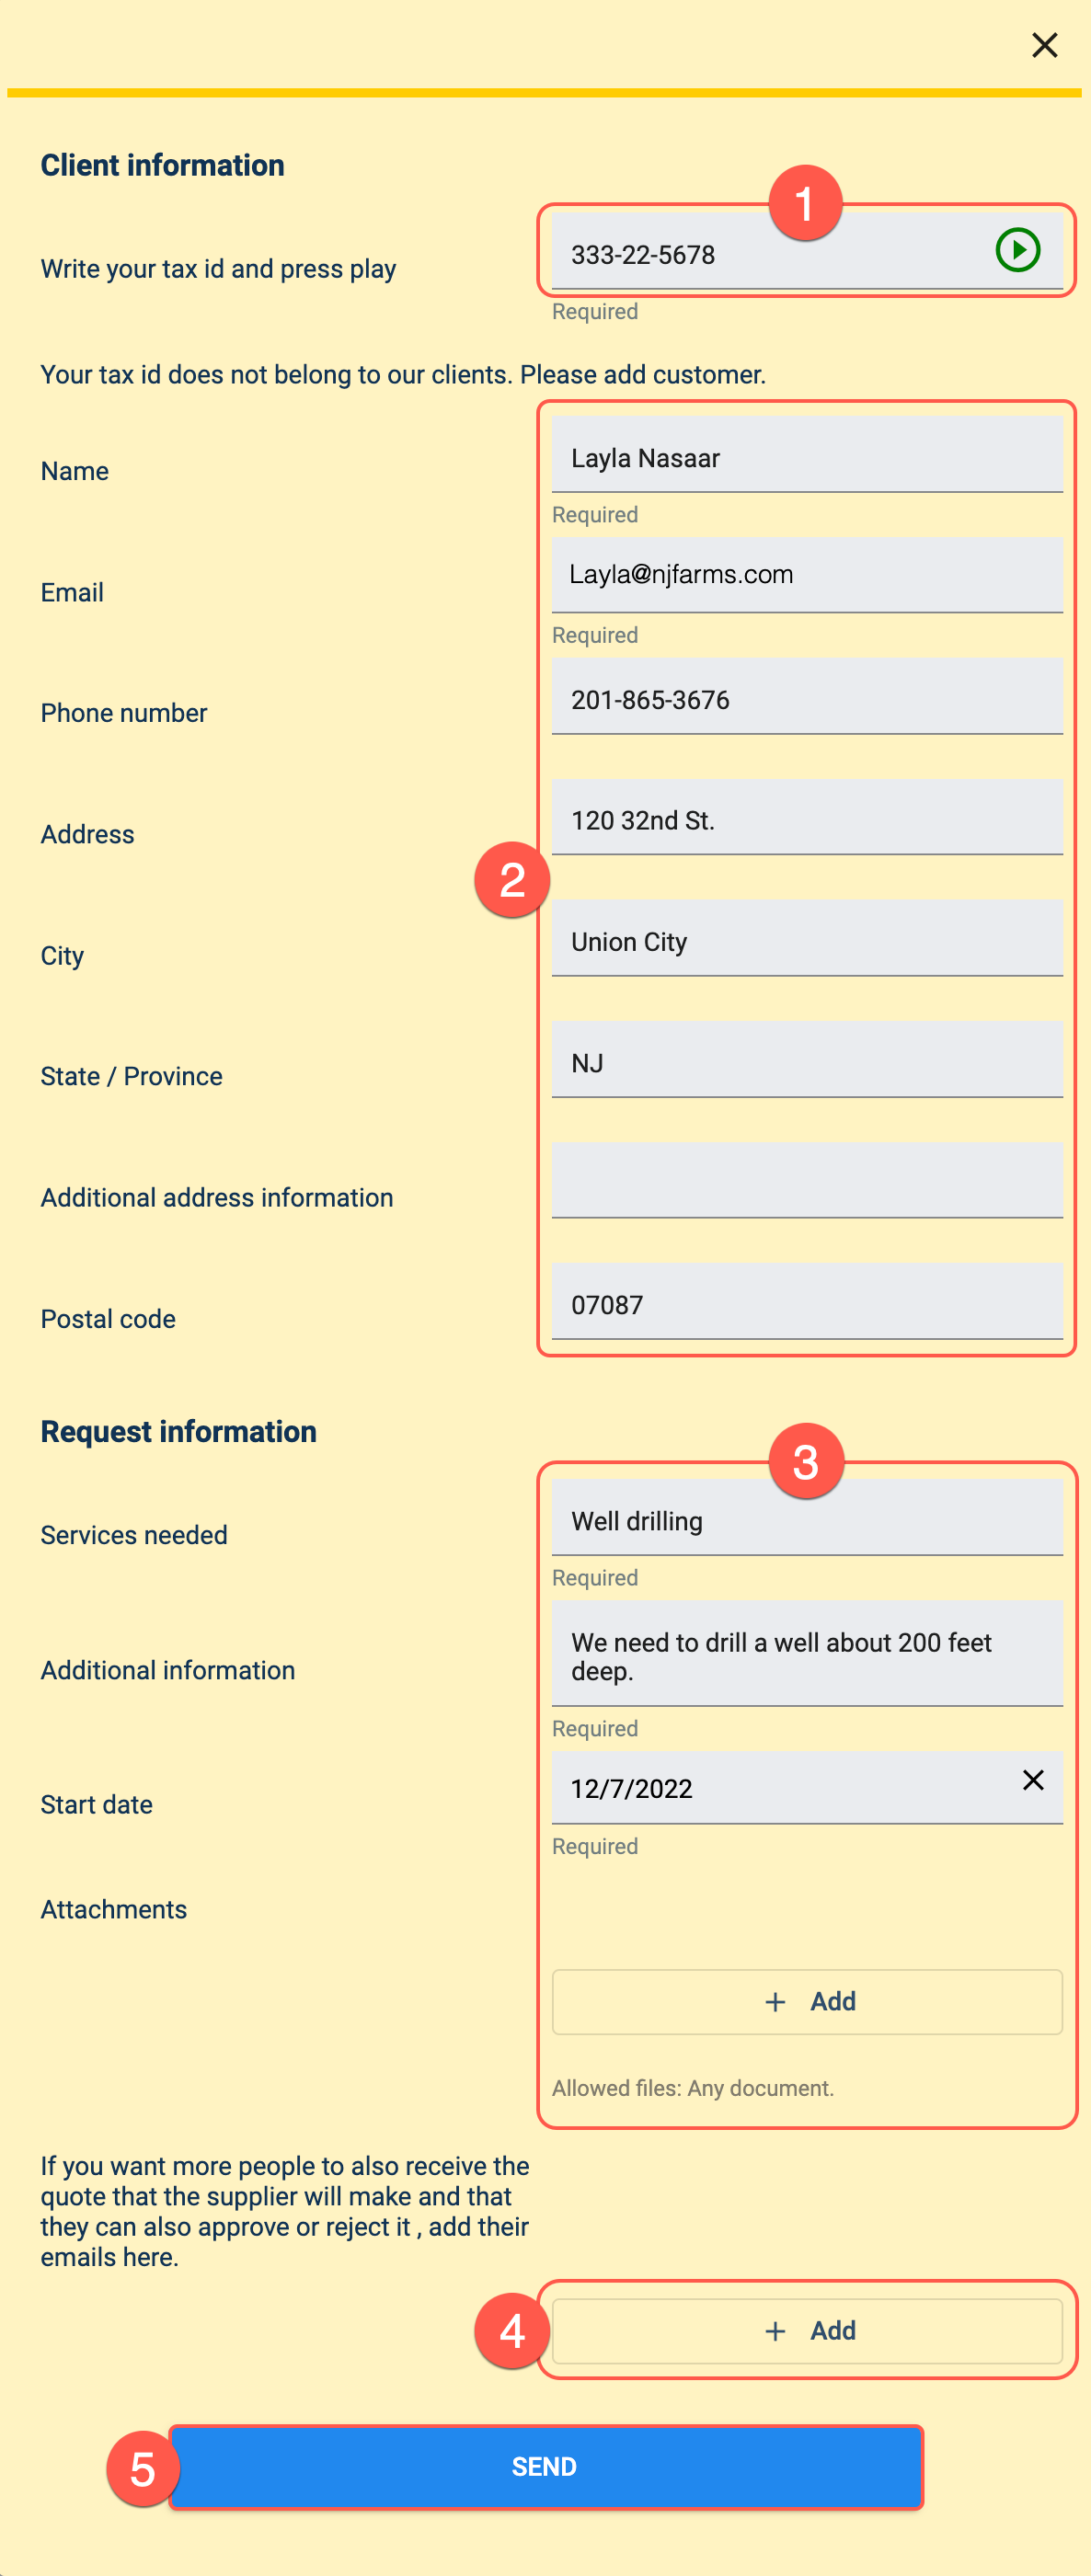 Client information
1
Write your tax id and press play
333-22-5678
Required
Your tax id does not belong to our clients. Please add customer.
Name
Layla Nasaar
Required
Email
Layla@njfarms.com
Required
Phone number
201-865-3676
Address
120 32nd St.
2
City
Union City
State / Province
NJ
Additional address information
Postal code
07087
Request information
3
Services needed
Well drilling
Required
Additional information
We need to drill a well about 200 feet
deep.
Required
Start date
12/7/2022
Required
Attachments
+ Add
Allowed files: Any document.
If you want more people to also receive the
quote that the supplier will make and that
they can also approve or reject it , add their
emails here.
4
+ Add
5
SEND